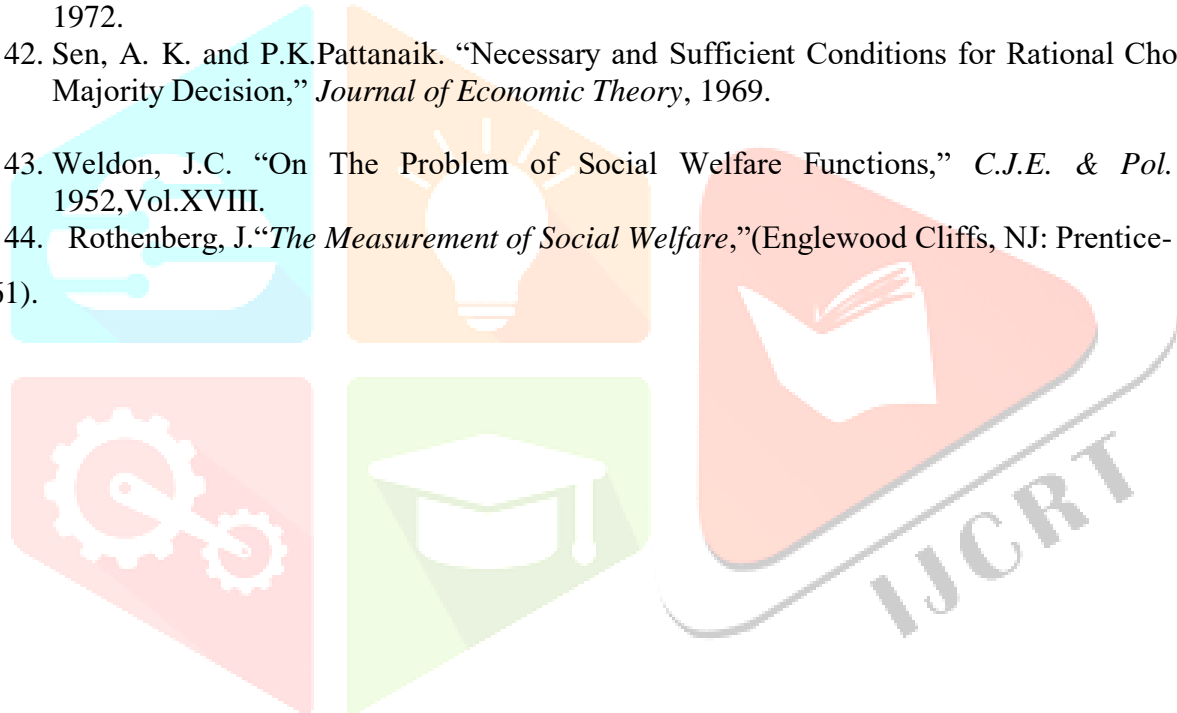 1972.
42. Sen, A. K. and P.K.Pattanaik. “Necessary and Sufficient Conditions for Rational Cho
Majority Decision,” Journal of Economic Theory, 1969.
43. Weldon, J.C. “On The Problem of Social Welfare Functions,” C.J.E. & Pol.
1952,Vol.XVIII.
44. Rothenberg, J.“The Measurement of Social Welfare,”(Englewood Cliffs, NJ: Prentice-
1).
IJCRT